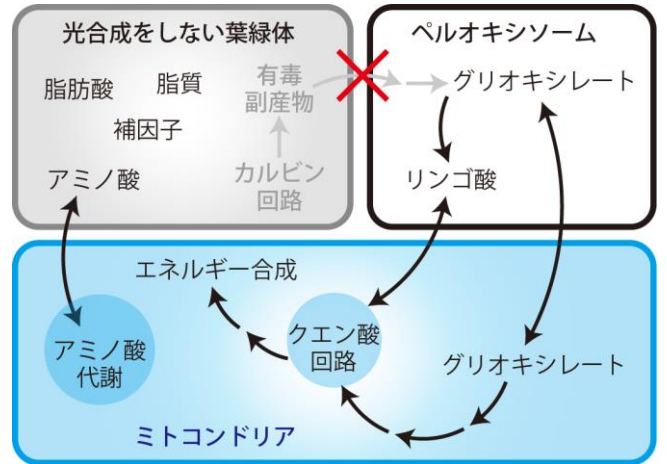 光合成をしない葉緑体
脂肪酸
脂質
補因子
アミノ酸
有毒
副産物
カルビン
回路
ペルオキシソーム
グリオキシレート
リンゴ酸
エネルギー合成
アミノ酸
代謝
クエン酸
回路
グリオキシレート
ミトコンドリア